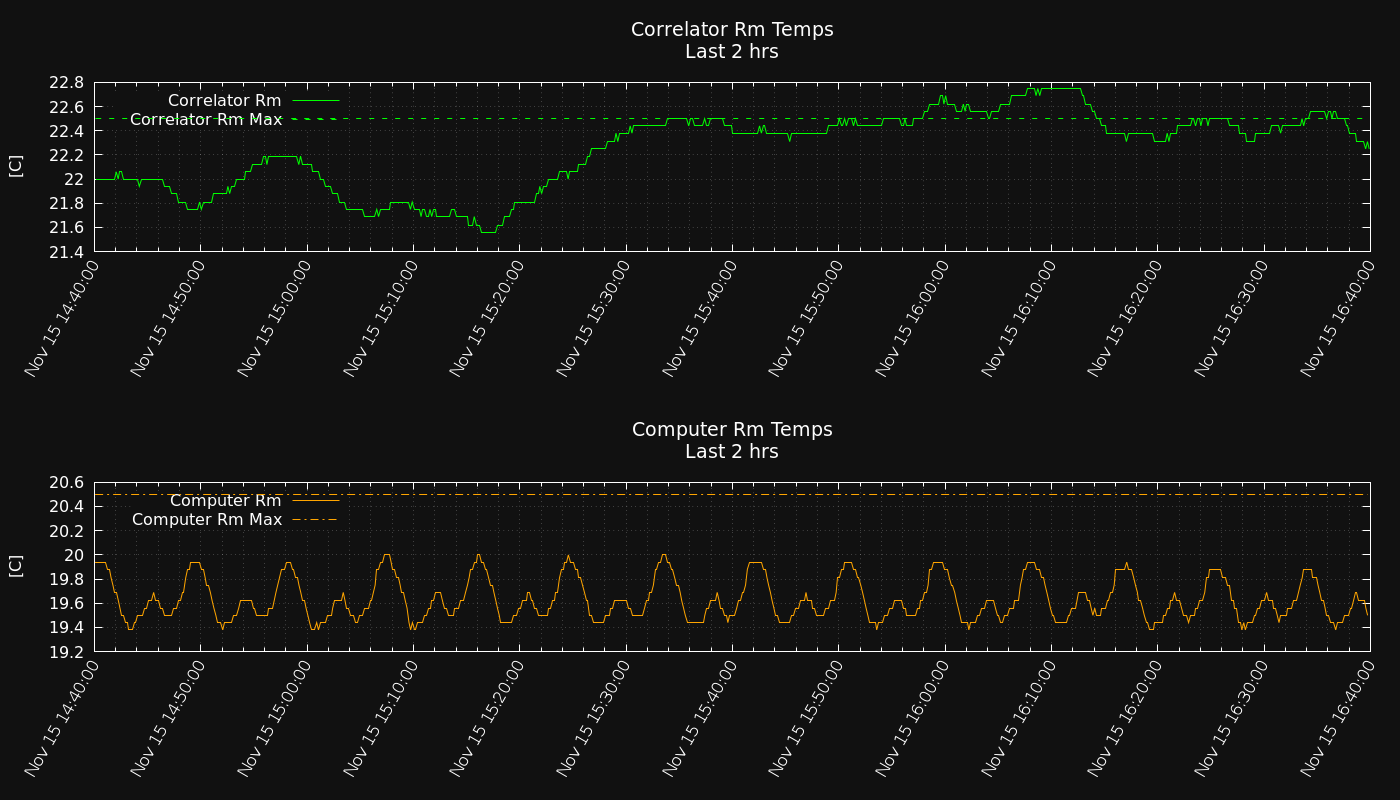 Correlator Rm Temps
Last 2 hrs
22.8
22.6
22.4
22.2
22
21.8
21.6
21.4
[C]
Correlator Rm
Correlator Rm Max
Nov 15 14:40:00
Nov 15 14:50:00
Nov 15 15:00:00
Nov 15 15:10:00
Nov 15 15:20:00
Nov 15 15:30:00
Nov 15 15:40:00
Nov 15 15:50:00
Nov 15 16:00:00
Nov 15 16:10:00
Nov 15 16:20:00
Nov 15 16:30:00
Nov 15 16:40:00
Computer Rm Temps
Last 2 hrs
20.6
20.4
20.2
20
19.8
19.6
19.4
19.2
[C]
Computer Rm
Computer Rm Max
Nov 15 14:40:00
Nov 15 14:50:00
Nov 15 15:00:00
Nov 15 15:10:00
Nov 15 15:20:00
Nov 15 15:30:00
Nov 15 15:40:00
Nov 15 15:50:00
Nov 15 16:00:00
Nov 15 16:10:00
Nov 15 16:20:00
Nov 15 16:30:00
Nov 15 16:40:00